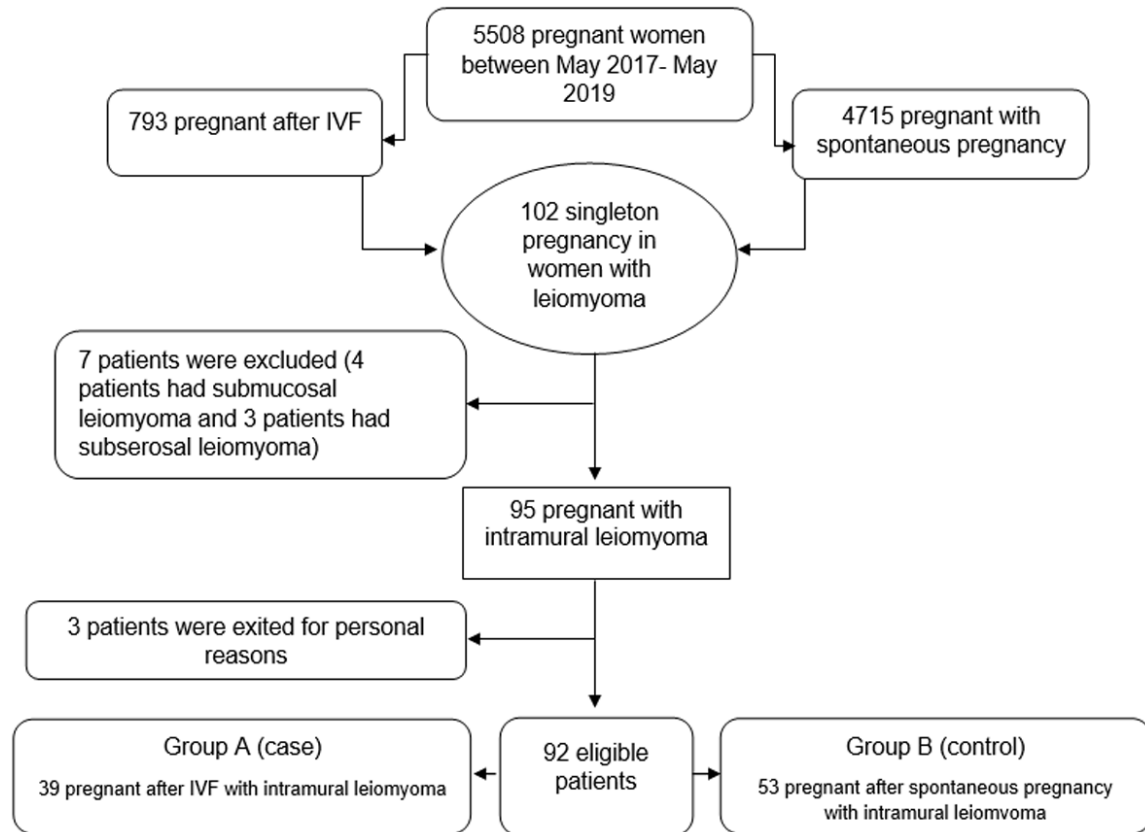 5508 pregnant women
between May 2017- May
2019
793 pregnant after IVF
4715 pregnant with
spontaneous pregnancy
102 singleton
pregnancy in
women with
leiomyoma
7 patients were excluded (4
patients had submucosal
leiomyoma and 3 patients had
subserosal leiomyoma)
95 pregnant with
intramural leiomyoma
3 patients were exited for personal
reasons
Group A (case)
39 pregnant after IVF with intramural leiomyoma
92 eligible
patients
Group B (control)
53 pregnant after spontaneous pregnancy
with intramural leiomyoma